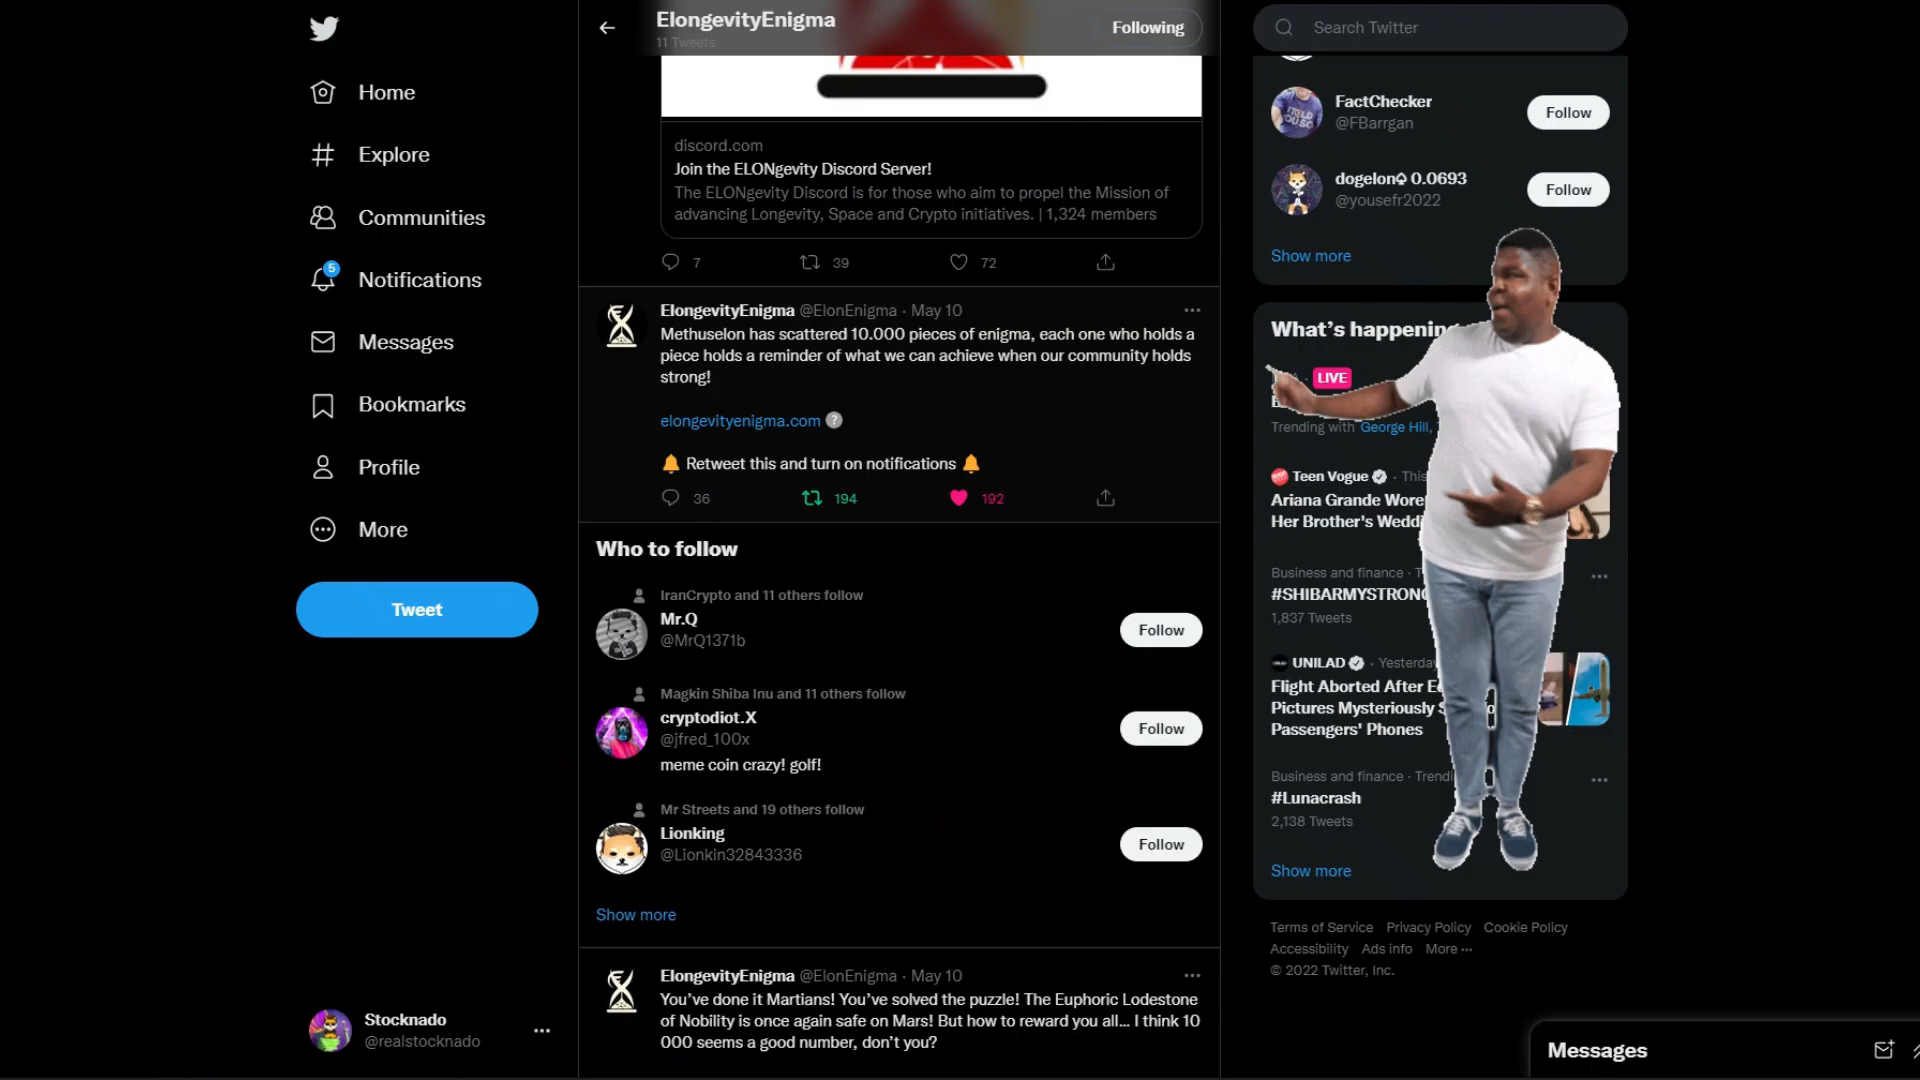 Home
Explore
Communities
5
Notifications
Messages
Bookmarks
Profile
More
Tweet
Stocknado
@realstocknado
ElongevityEnigma
11 Tweets
Following
discord.com
Join the ELONgevity Discord Server!
The ELONgevity Discord is for those who aim to propel the Mission of
advancing Longevity, Space and Crypto initiatives. | 1,324 members
7 39 72
ElongevityEnigma @ElonEnigma · May 10
Methuselon has scattered 10.000 pieces of enigma, each one who holds a
piece holds a reminder of what we can achieve when our community holds
strong!
elongevityenigma.com ?
🔔 Retweet this and turn on notifications 🔔
36 194 192
Who to follow
IranCrypto and 11 others follow
Mr.Q
@MrQ1371b
Follow
Magkin Shiba Inu and 11 others follow
cryptodiot.X
@jfred_100x
Follow
meme coin crazy! golf!
Mr Streets and 19 others follow
Lionking
@Lionkin32843336
Follow
Show more
ElongevityEnigma @ElonEnigma · May 10
You've done it Martians! You've solved the puzzle! The Euphoric Lodestone
of Nobility is once again safe on Mars! But how to reward you all... I think 10
000 seems a good number, don't you?
Search Twitter
FactChecker
@FBarrgan
Follow
I TOLD
YOU SO
dogelon♤ 0.0693
@yousefr2022
Follow
Show more
What's happening
LIVE
Trending with George Hill,
Teen Vogue · This
Ariana Grande Wore
Her Brother's Weddi
Business and finance · T
#SHIBARMYSTRONG
1,837 Tweets
UNILAD · Yesterday
Flight Aborted After
Pictures Mysteriously
Passengers' Phones
Business and finance · Trendi
#Lunacrash
2,138 Tweets
Show more
Terms of Service Privacy Policy Cookie Policy
Accessibility Ads info More ···
© 2022 Twitter, Inc.
Messages